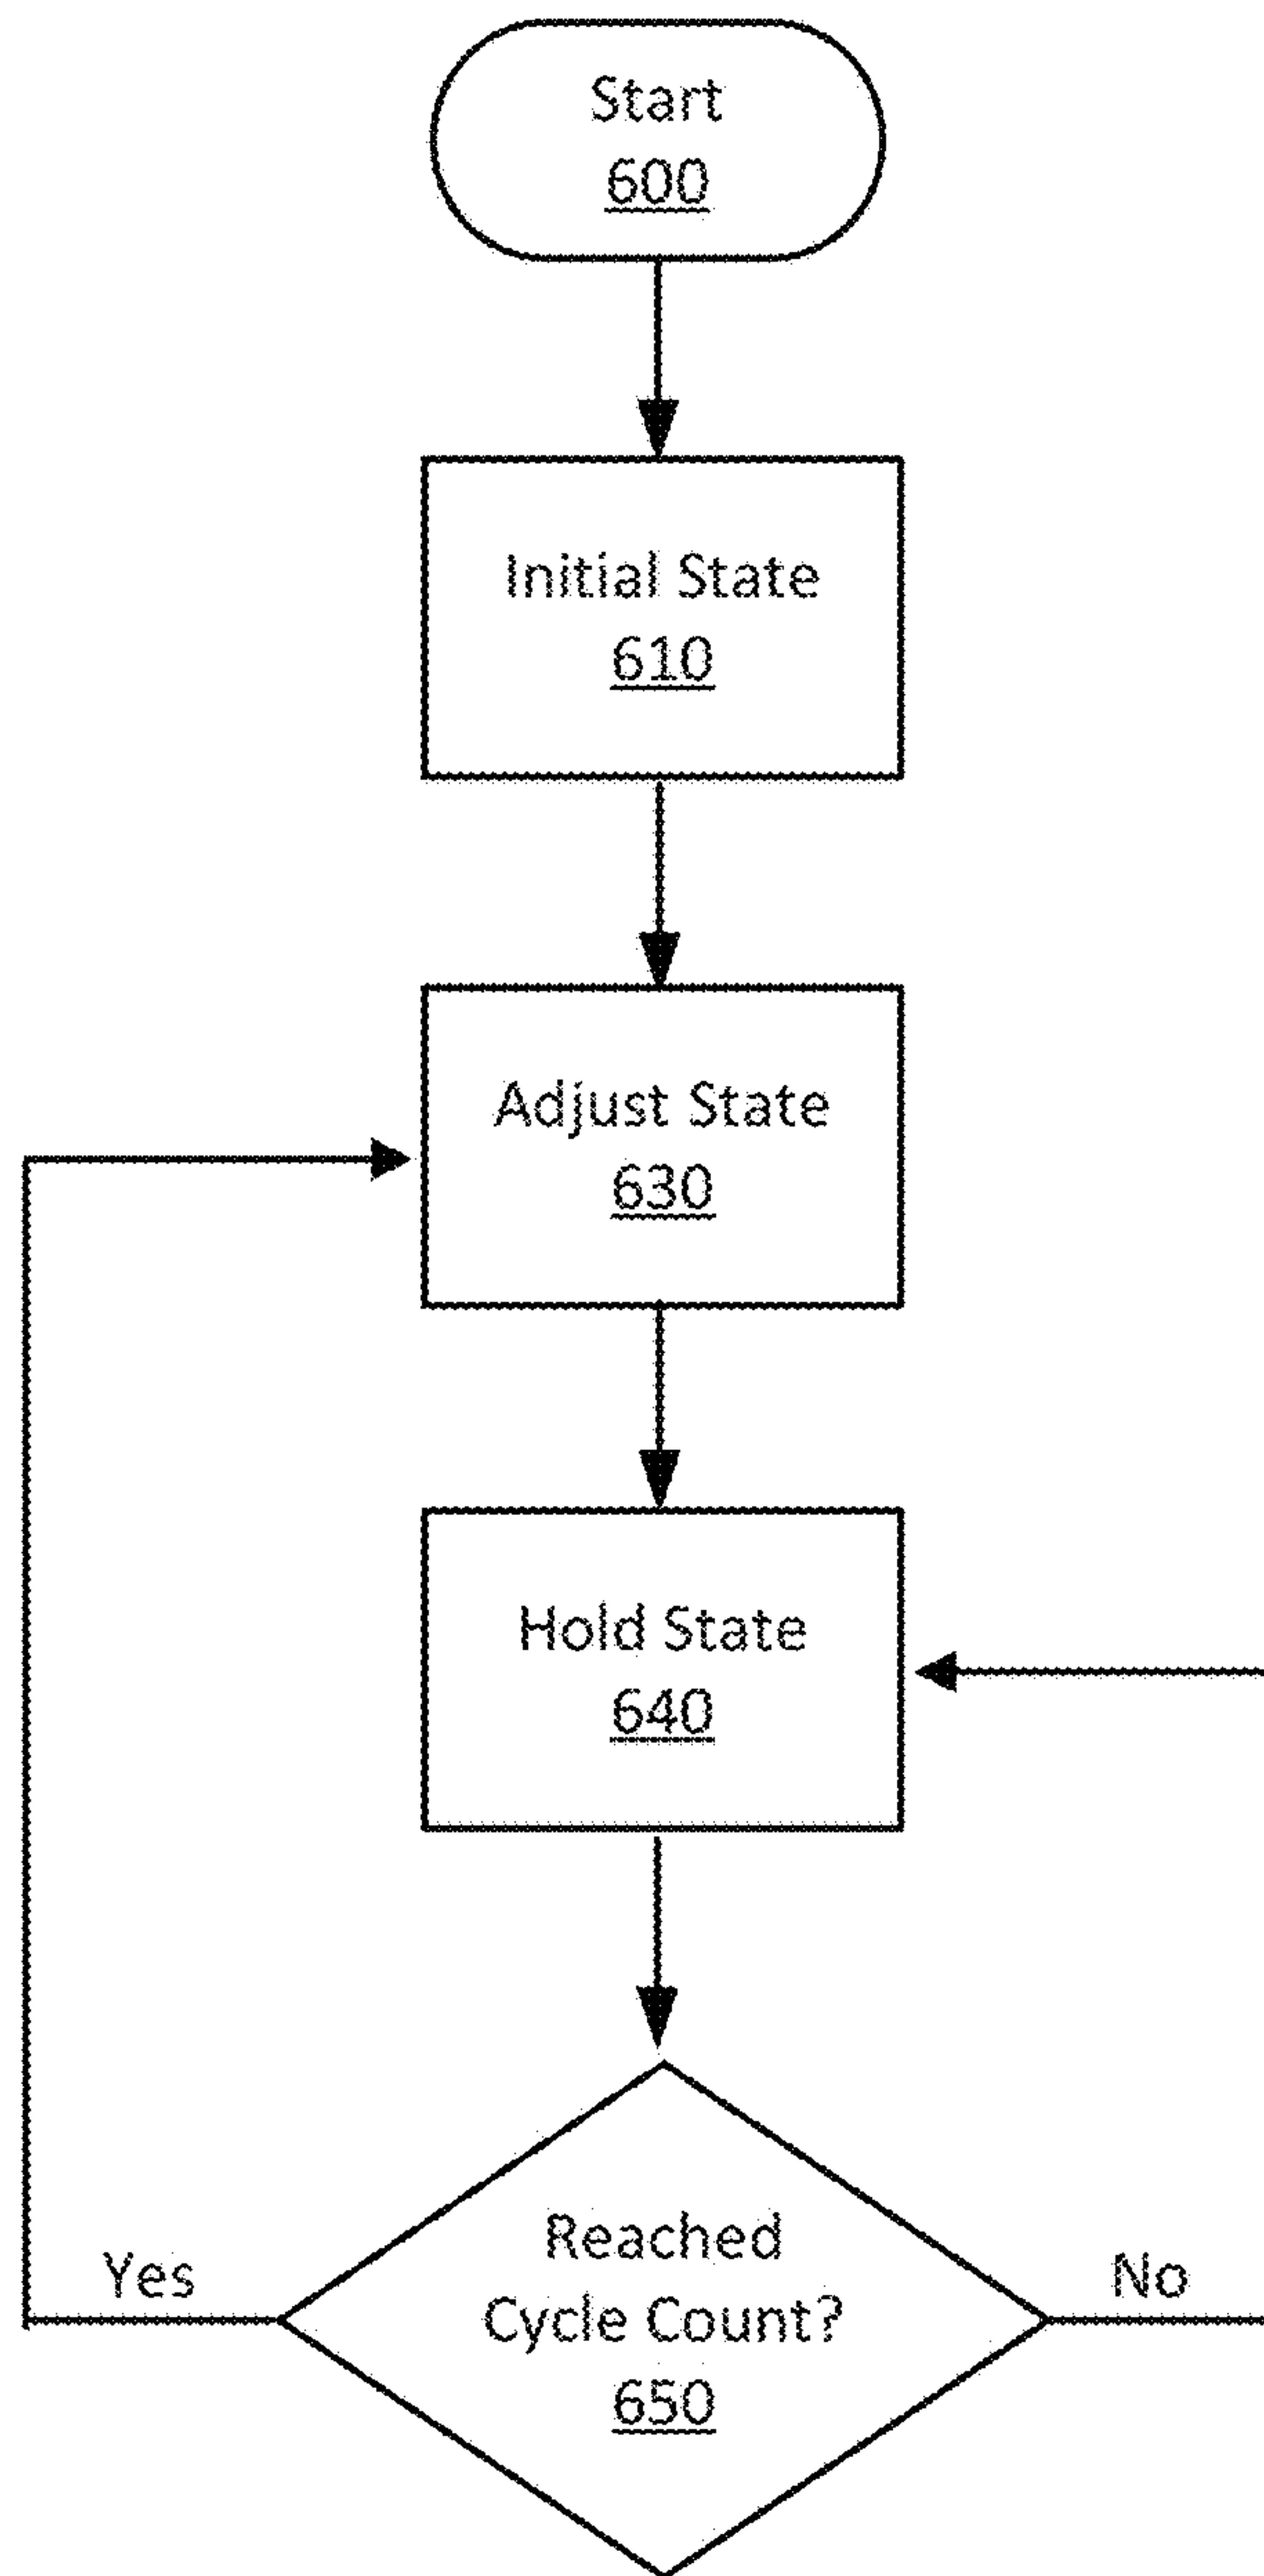 Start
600
Initial State
610
Adjust State
630
Hold State
640
Reached
Cycle Count?
650
Yes
No